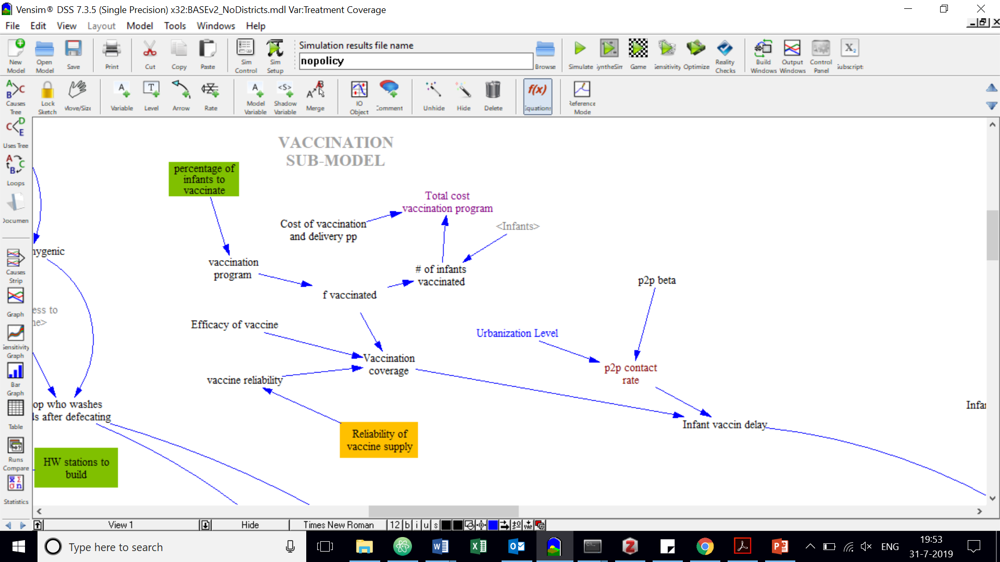 Vensim® DSS 7.3.5 (Single Precision) x32:BASEv2_NoDistricts.mdl Var:Treatment Coverage
File Edit View Layout Model Tools Windows Help
New Model
Open Model
Save
Print
Cut
Copy
Paste
Sim Control
Sim Setup
Simulation results file name
nopolicy
Browse
Simulate
Game
Optimize
Reality Checks
Build Windows
Output Windows
Control Panel
Causes Tree
Lock Sketch
Move/Size
Variable
Level
Arrow
Rate
Model Variable
Shadow Variable
Merge
IO Object
Unhide
Hide
Delete
f(x)
Equations
Reference Mode
Uses Tree
Loops
Causes Strip
Graph
Sensitivity Graph
Bar Graph
Table
Runs Compare
Statistics
VACCINATION
SUB-MODEL
percentage of
infants to
vaccinate
Total cost
vaccination program
Cost of vaccination
and delivery pp
<Infants>
nygenic
vaccination
program
# of infants
vaccinated
p2p beta
f vaccinated
ess to
ne>
Efficacy of vaccine
Urbanization Level
Vaccination
coverage
p2p contact
rate
vaccine reliability
op who washes
ls after defecating
Infant vaccin delay
Reliability of
vaccine supply
HW stations to
build
View 1
Hide
Times New Roman
12 b i u s
Type here to search
ENG
19:53
31-7-2019